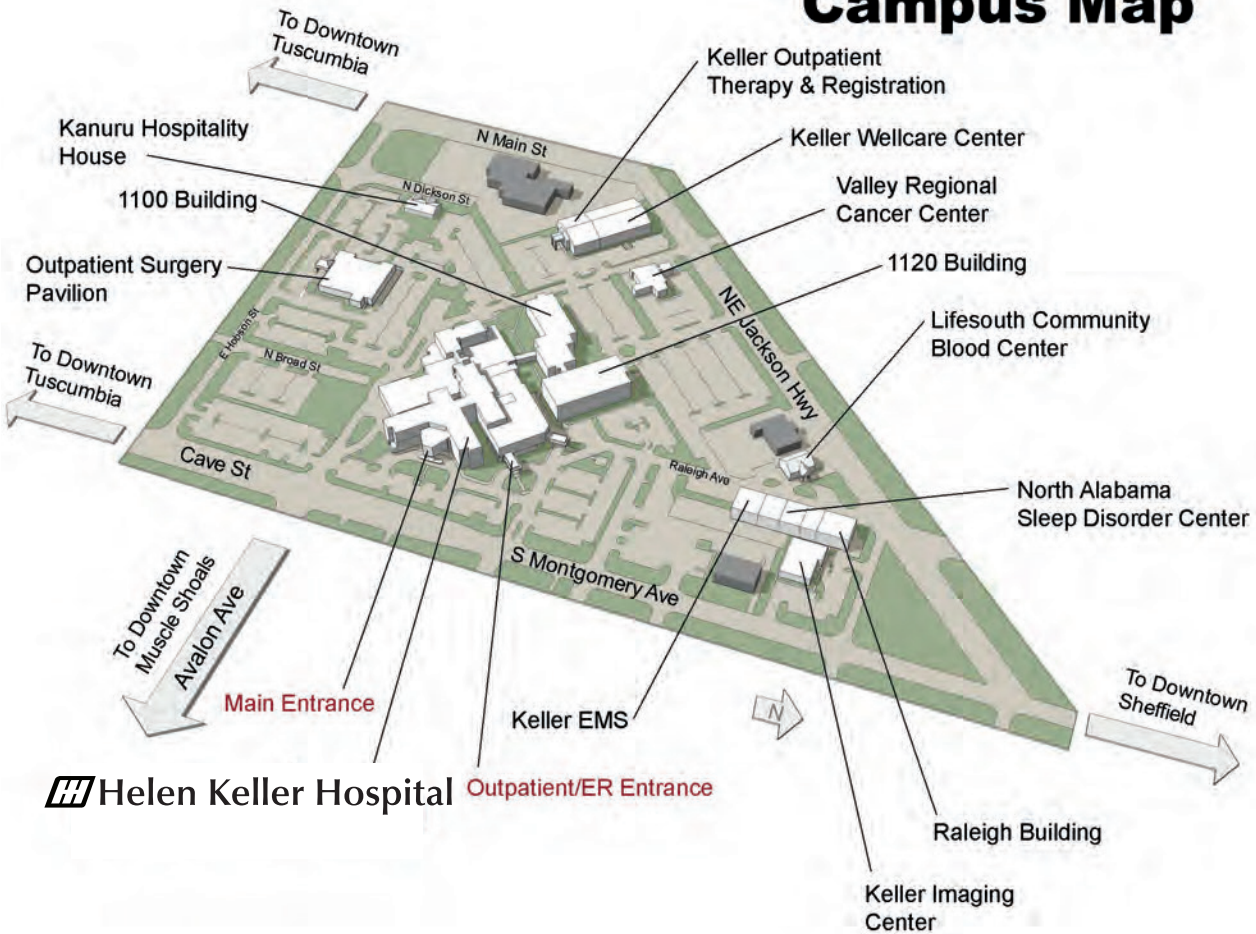 Campus Map
To Downtown
Tuscumbia
Keller Outpatient
Therapy & Registration
Kanuru Hospitality
House
N Main St
Keller Wellcare Center
N Dickson St
1100 Building
Valley Regional
Cancer Center
Outpatient Surgery
Pavilion
1120 Building
NE Jackson Hwy
Lifesouth Community
Blood Center
E Hobson St
N Broad St
To Downtown
Tuscumbia
Cave St
Raleigh Ave
North Alabama
Sleep Disorder Center
S Montgomery Ave
To Downtown
Muscle Shoals
Avalon Ave
Main Entrance
Keller EMS
N
To Downtown
Sheffield
Helen Keller Hospital
Outpatient/ER Entrance
Raleigh Building
Keller Imaging
Center